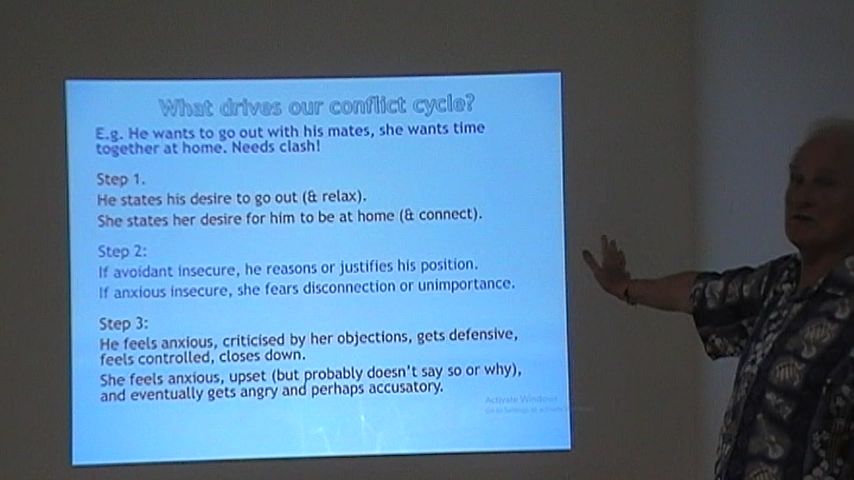 What drives our conflict cycle?
E.g. He wants to go out with his mates, she wants time
together at home. Needs clash!
Step 1.
He states his desire to go out (& relax).
She states her desire for him to be at home (& connect).
Step 2:
If avoidant insecure, he reasons or justifies his position.
If anxious insecure, she fears disconnection or unimportance.
Step 3:
He feels anxious, criticised by her objections, gets defensive,
feels controlled, closes down.
She feels anxious, upset (but probably doesn't say so or why),
and eventually gets angry and perhaps accusatory.
Activate Windows
Go to Settings to activate